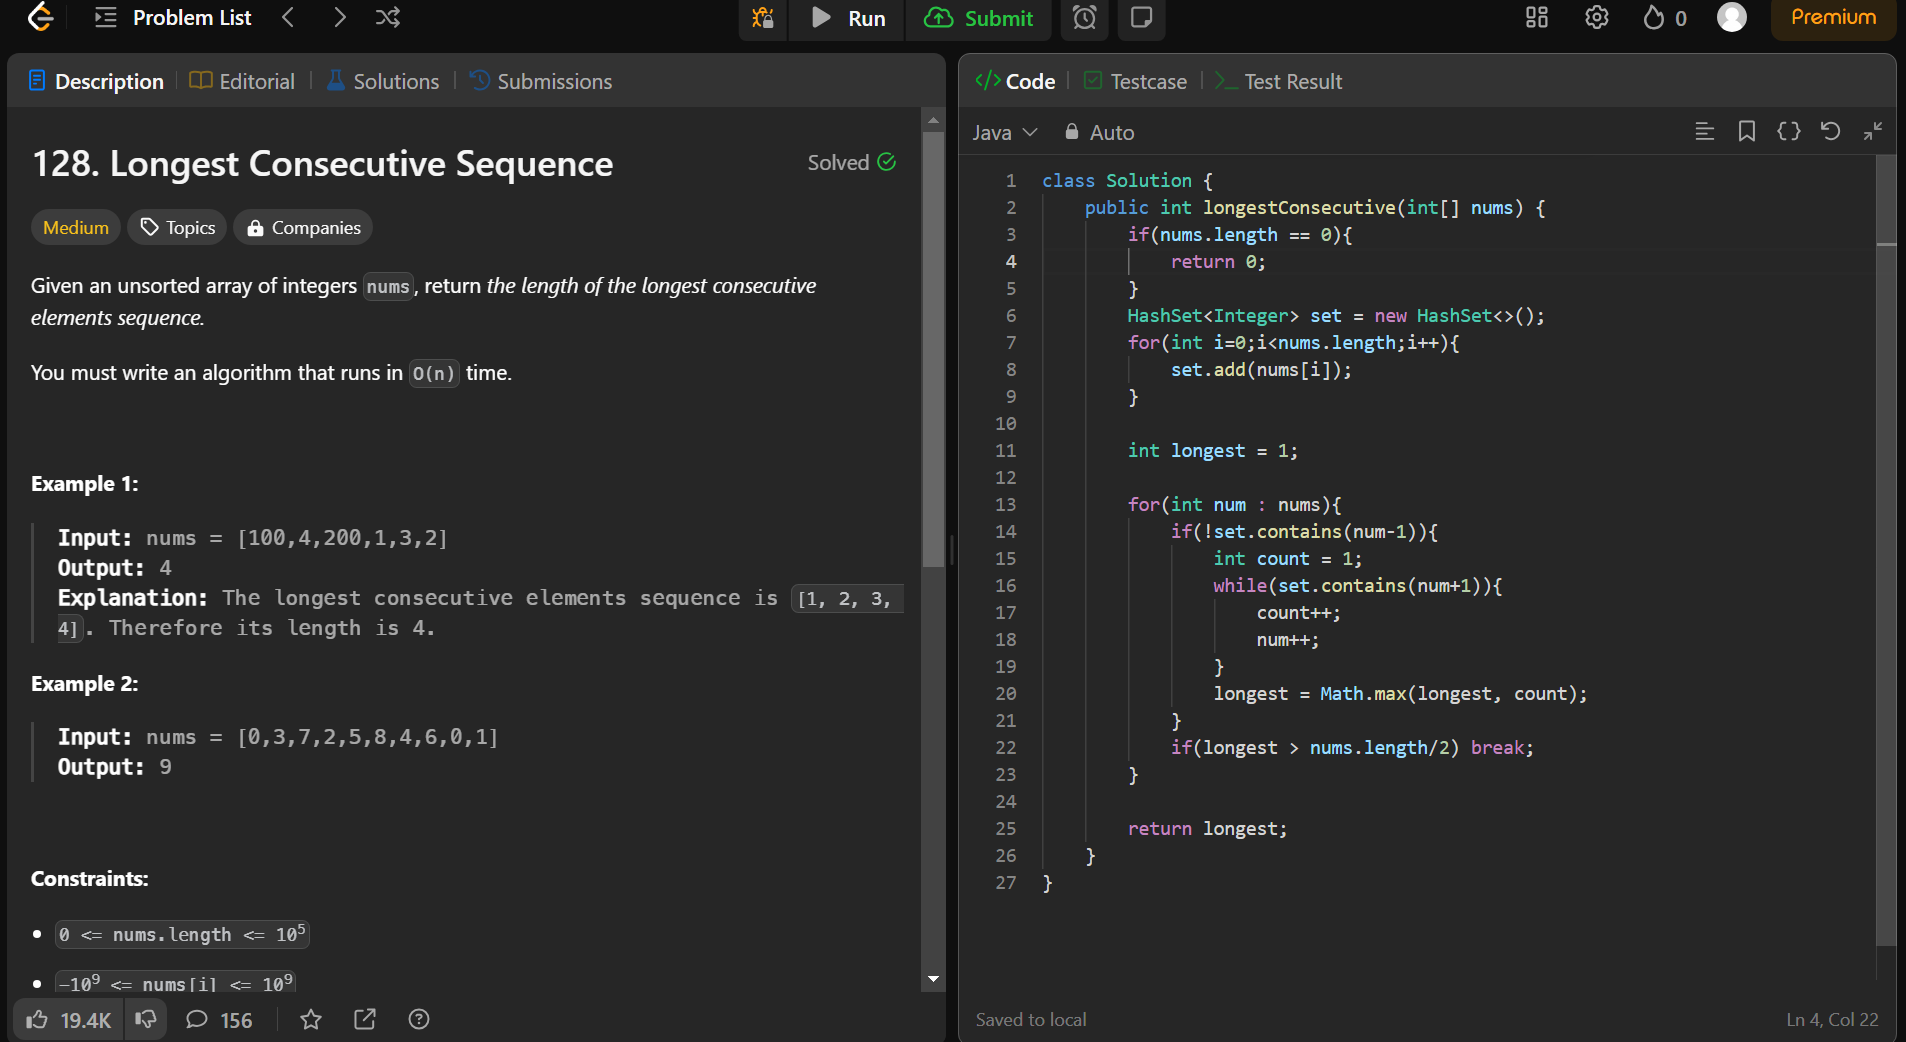 Problem List
Run
Submit
0
Premium
Description
Editorial
Solutions
Submissions
128. Longest Consecutive Sequence
Solved
Medium
Topics
Companies
Given an unsorted array of integers nums, return the length of the longest consecutive
elements sequence.
You must write an algorithm that runs in O(n) time.
Example 1:
Input: nums = [100,4,200,1,3,2]
Output: 4
Explanation: The longest consecutive elements sequence is [1, 2, 3,
4]. Therefore its length is 4.
Example 2:
Input: nums = [0,3,7,2,5,8,4,6,0,1]
Output: 9
Constraints:
• 0 <= nums.length <= 10⁵
• -10⁹ <= nums[i] <= 10⁹
19.4K
156
</> Code
Testcase
Test Result
Java
Auto
1 class Solution {
2     public int longestConsecutive(int[] nums) {
3         if(nums.length == 0){
4             return 0;
5         }
6         HashSet<Integer> set = new HashSet<>();
7         for(int i=0;i<nums.length;i++){
8             set.add(nums[i]);
9         }
10
11         int longest = 1;
12
13         for(int num : nums){
14             if(!set.contains(num-1)){
15                 int count = 1;
16                 while(set.contains(num+1)){
17                     count++;
18                     num++;
19                 }
20                 longest = Math.max(longest, count);
21             }
22             if(longest > nums.length/2) break;
23         }
24
25         return longest;
26     }
27 }
Saved to local
Ln 4, Col 22